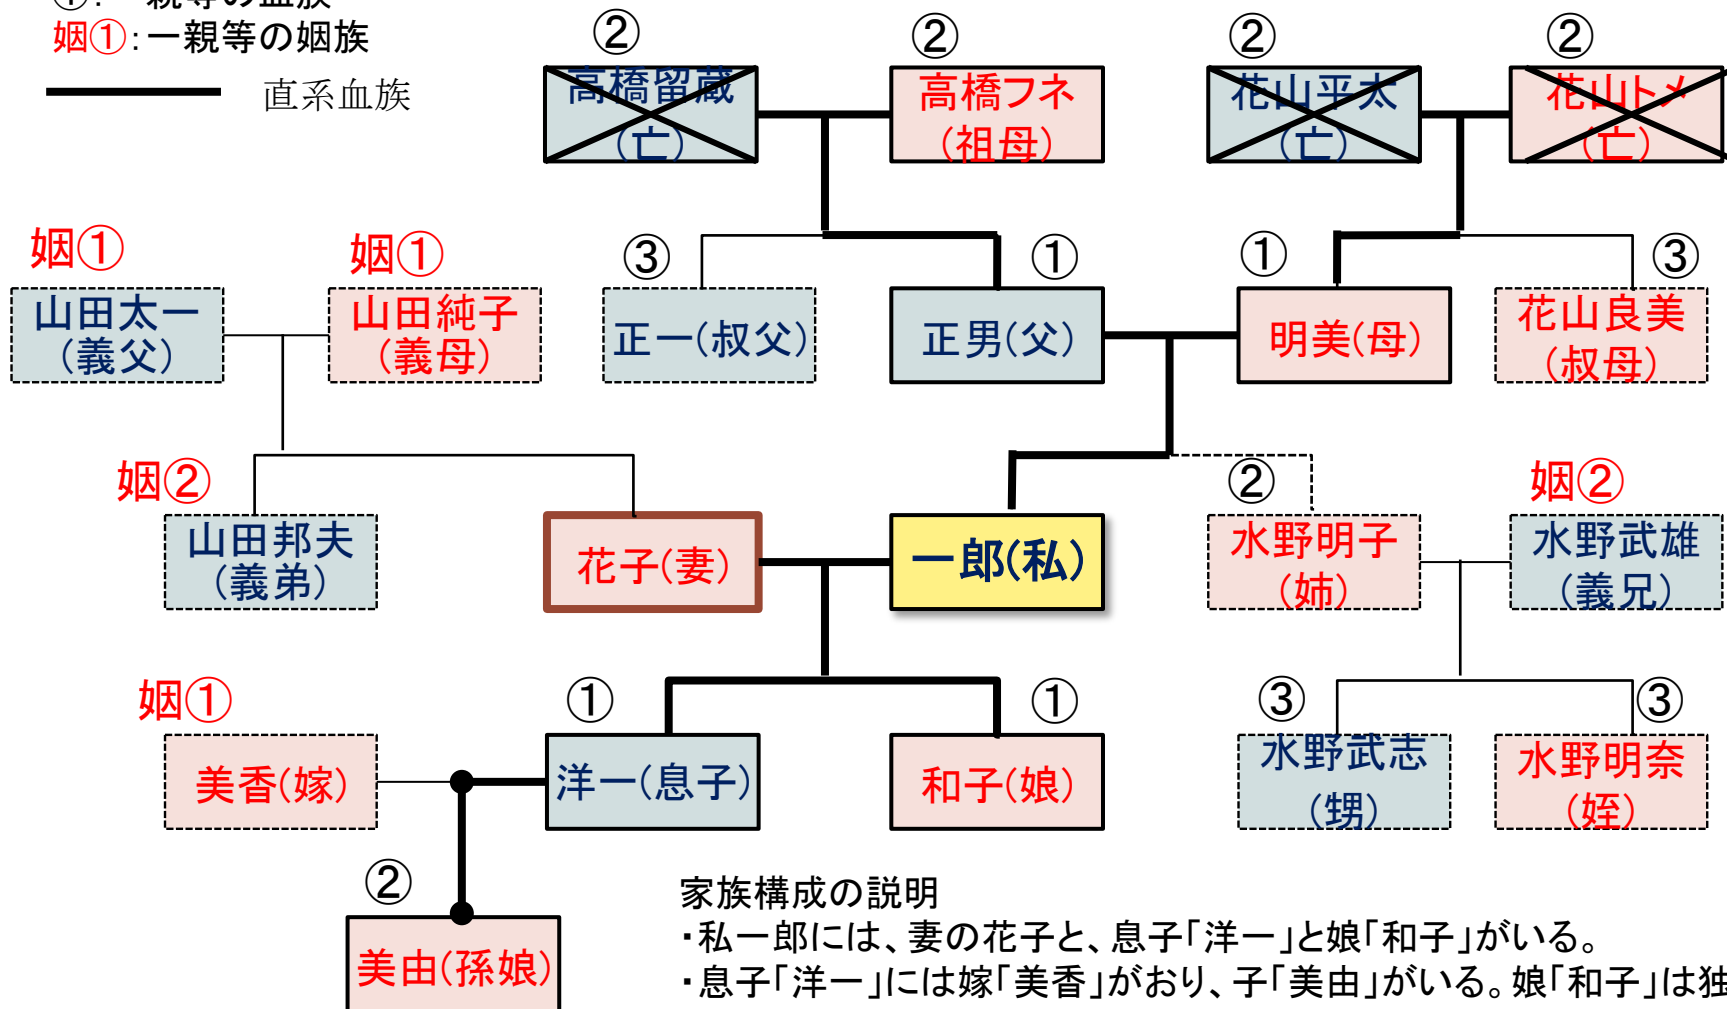 ①:一親等の血族
姻①:一親等の姻族
直系血族
② ② ② ②
高橋留蔵
(亡)
高橋フネ
(祖母)
花山平太
(亡)
花山トメ
(亡)
姻① 姻① ③ ① ① ③
山田太一
(義父)
山田純子
(義母)
正一(叔父)
正男(父)
明美(母)
花山良美
(叔母)
姻② ② 姻②
山田邦夫
(義弟)
花子(妻)
一郎(私)
水野明子
(姉)
水野武雄
(義兄)
姻① ① ① ③ ③
美香(嫁)
洋一(息子)
和子(娘)
水野武志
(甥)
水野明奈
(姪)
②
美由(孫娘)
家族構成の説明
・私一郎には、妻の花子と、息子「洋一」と娘「和子」がいる。
・息子「洋一」には嫁「美香」がおり、子「美由」がいる。娘「和子」は独